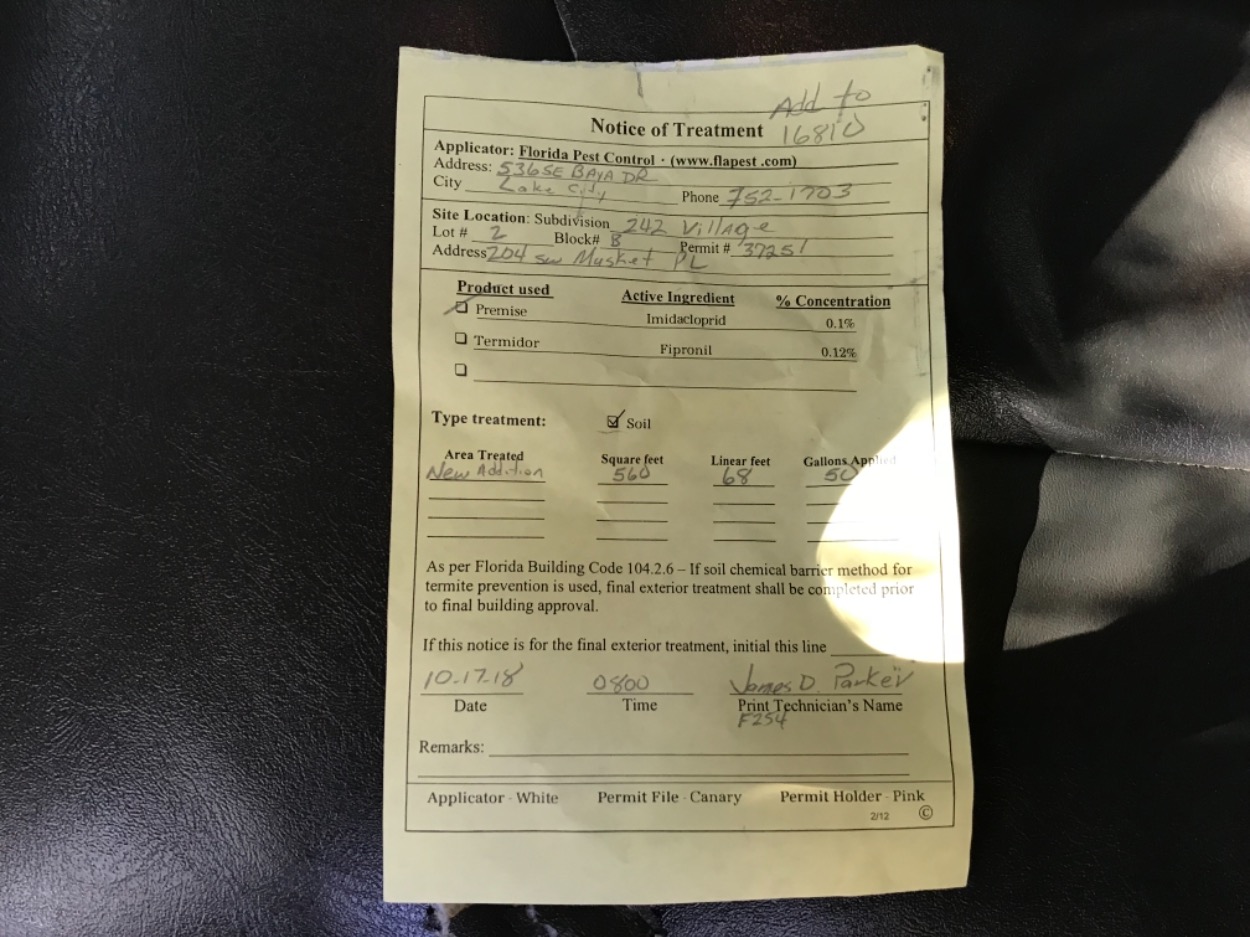 Add to
16810
Notice of Treatment
Applicator: Florida Pest Control · (www.flapest .com)
Address: 536 SE BAYA DR
City Lake City Phone 752-1703
Site Location: Subdivision 242 Village
Lot # 2 Block# B Permit # 37251
Address 204 sw Musket PL
Product used Active Ingredient % Concentration
Premise Imidacloprid 0.1%
Termidor Fipronil 0.12%
Type treatment: Soil
Area Treated Square feet Linear feet Gallons Applied
New Addition 560 68 50
As per Florida Building Code 104.2.6 – If soil chemical barrier method for
termite prevention is used, final exterior treatment shall be completed prior
to final building approval.
If this notice is for the final exterior treatment, initial this line
10-17-18 0800 James D. Parker
Date Time Print Technician's Name
F254
Remarks:
Applicator - White Permit File - Canary Permit Holder - Pink
2/12 ©